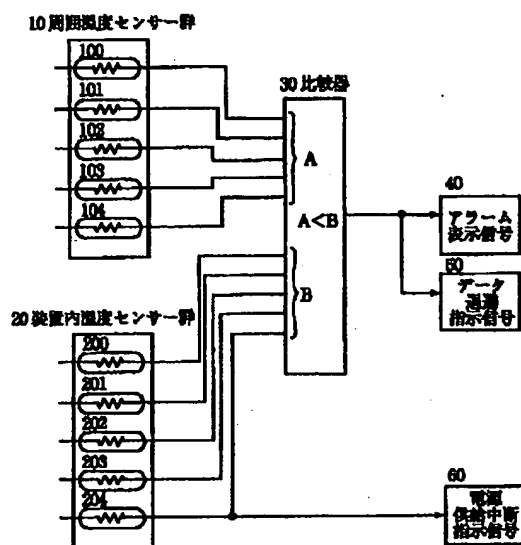 10周囲温度センサー群
100
101
102
103
104
30比較器
A
A<B
B
20装置内温度センサー群
200
201
202
203
204
40
アラーム
表示信号
50
データ
退避
指示信号
60
電源
供給中断
指示信号